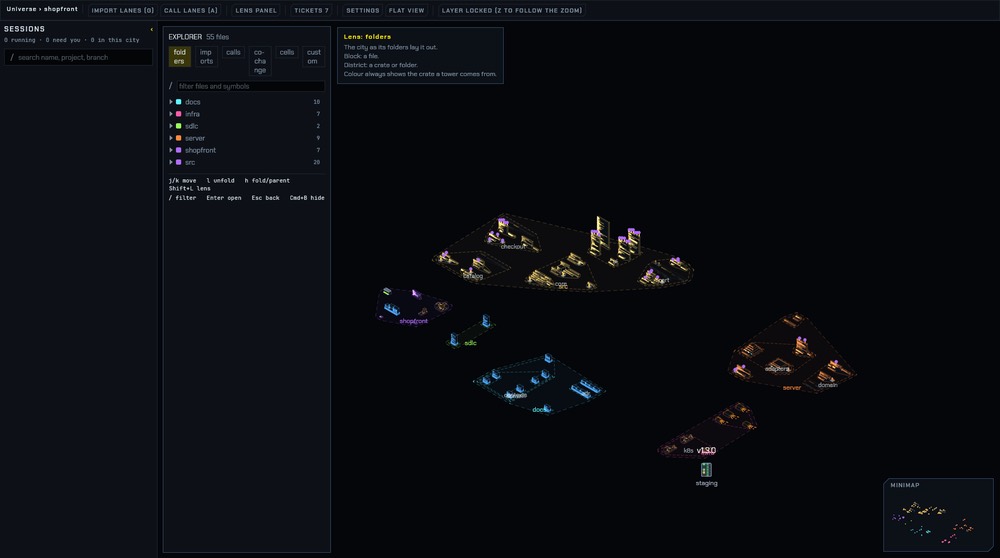 Universe › shopfront
IMPORT LANES [G]
CALL LANES [A]
LENS PANEL
TICKETS 7
SETTINGS
FLAT VIEW
LAYER LOCKED (Z TO FOLLOW THE ZOOM)
SESSIONS
‹
0 running · 0 need you · 0 in this city
/ search name, project, branch
EXPLORER 55 files
fold
ers
imp
orts
calls
co-
cha
nge
cells
cust
om
/ filter files and symbols
docs 10
infra 7
sdlc 2
server 9
shopfront 7
src 20
j/k move l unfold h fold/parent
Shift+L lens
/ filter Enter open Esc back Cmd+B hide
Lens: folders
The city as its folders lay it out.
Block: a file.
District: a crate or folder.
Colour always shows the crate a tower comes from.
checkout
catalog
src
shopfront
sdlc
docs
server
domain
k8s
v1.9.0
staging
MINIMAP